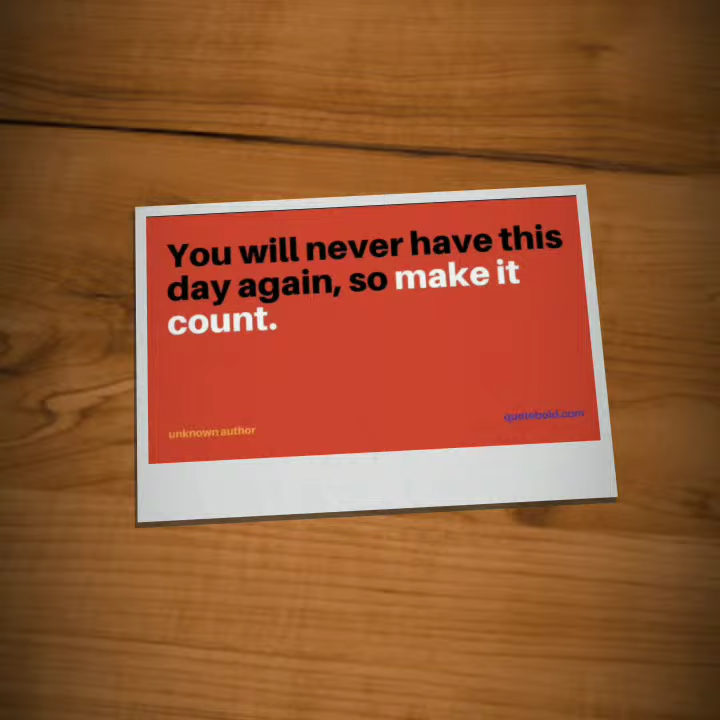 You will never have this
day again, so make it
count.
unknown author
quotebold.com